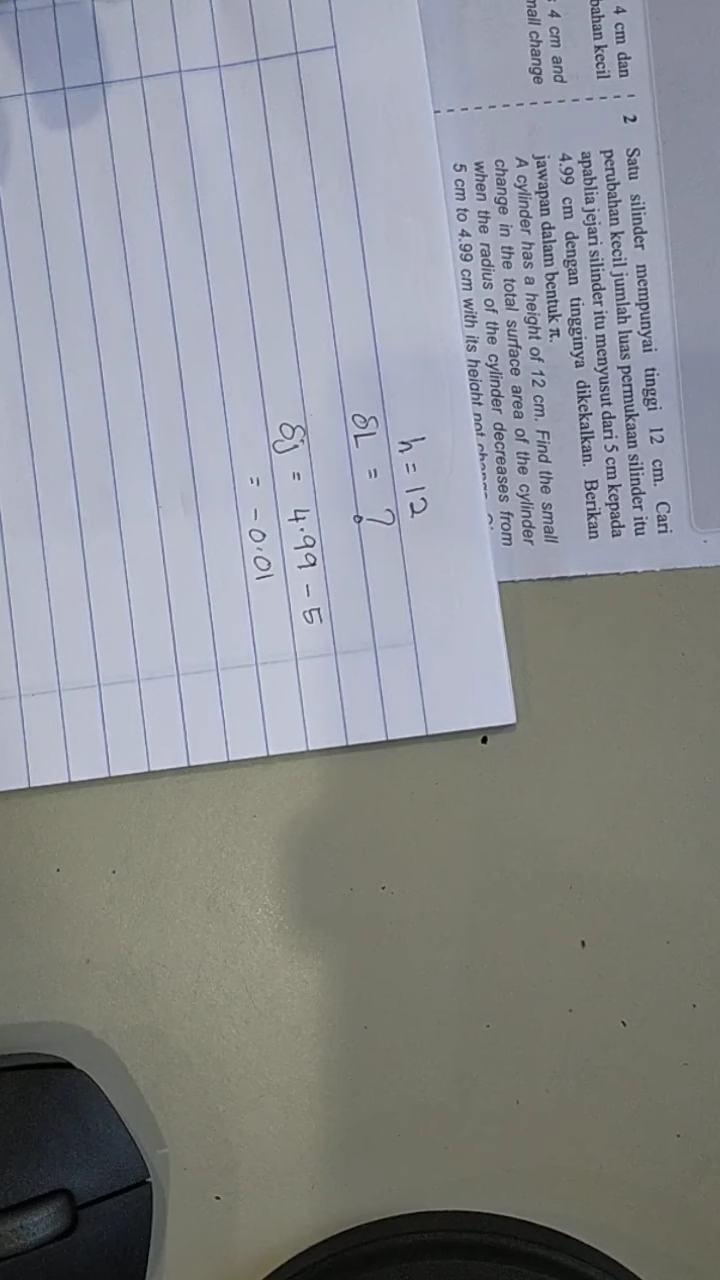 4 cm dan
bahan kecil
4 cm and
mall change
2 Satu silinder mempunyai tinggi 12 cm. Cari
perubahan kecil jumlah luas permukaan silinder itu
apablia jejari silinder itu menyusut dari 5 cm kepada
4.99 cm dengan tingginya dikekalkan. Berikan
jawapan dalam bentuk π.
A cylinder has a height of 12 cm. Find the small
change in the total surface area of the cylinder
when the radius of the cylinder decreases from
5 cm to 4.99 cm with its height not
h = 12
δL = ?
δj = 4.99 - 5
= -0.01